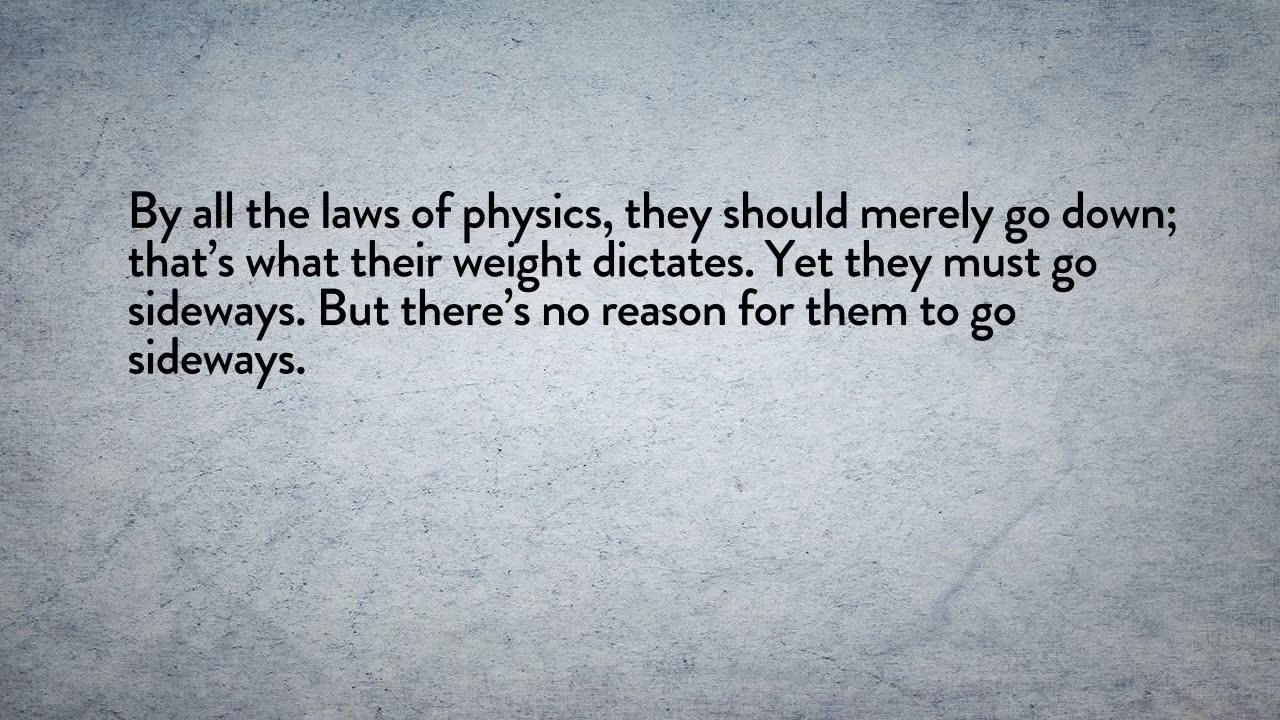 By all the laws of physics, they should merely go down;
that’s what their weight dictates. Yet they must go
sideways. But there’s no reason for them to go
sideways.